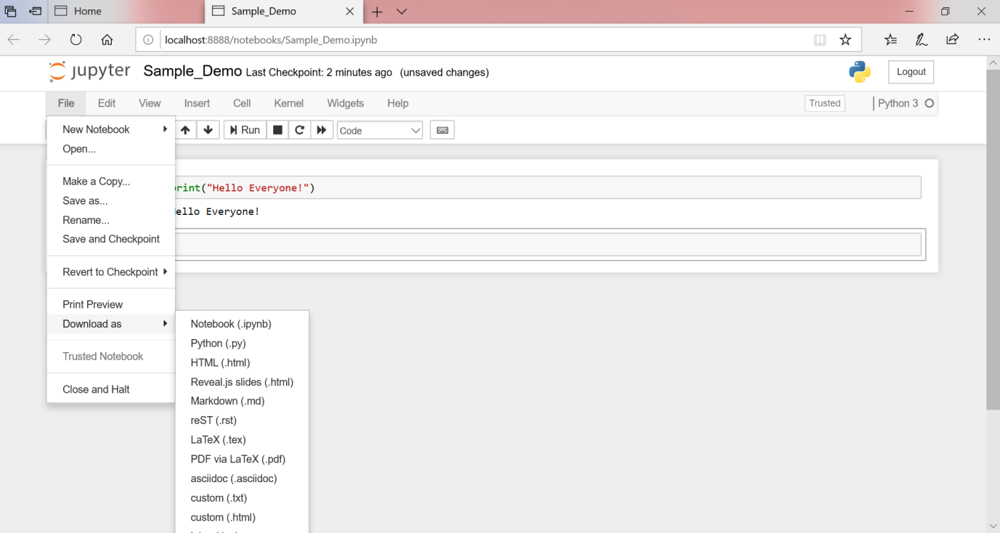 Home
Sample_Demo
localhost:8888/notebooks/Sample_Demo.ipynb
jupyter Sample_Demo Last Checkpoint: 2 minutes ago (unsaved changes)
Logout
File Edit View Insert Cell Kernel Widgets Help
Trusted
Python 3
New Notebook
Open...
Make a Copy...
Save as...
Rename...
Save and Checkpoint
Revert to Checkpoint
Print Preview
Download as
Trusted Notebook
Close and Halt
Run
Code
rint("Hello Everyone!")
ello Everyone!
Notebook (.ipynb)
Python (.py)
HTML (.html)
Reveal.js slides (.html)
Markdown (.md)
reST (.rst)
LaTeX (.tex)
PDF via LaTeX (.pdf)
asciidoc (.asciidoc)
custom (.txt)
custom (.html)